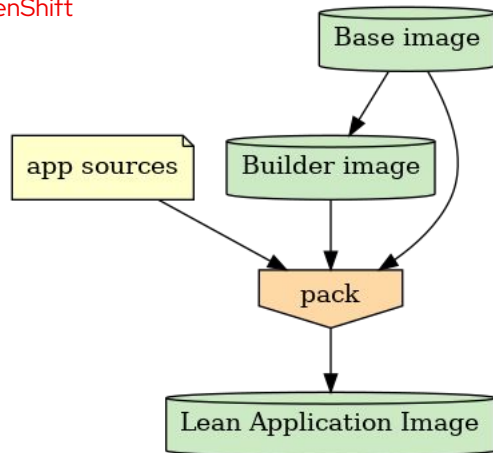 enShift
Base image
app sources
Builder image
pack
Lean Application Image